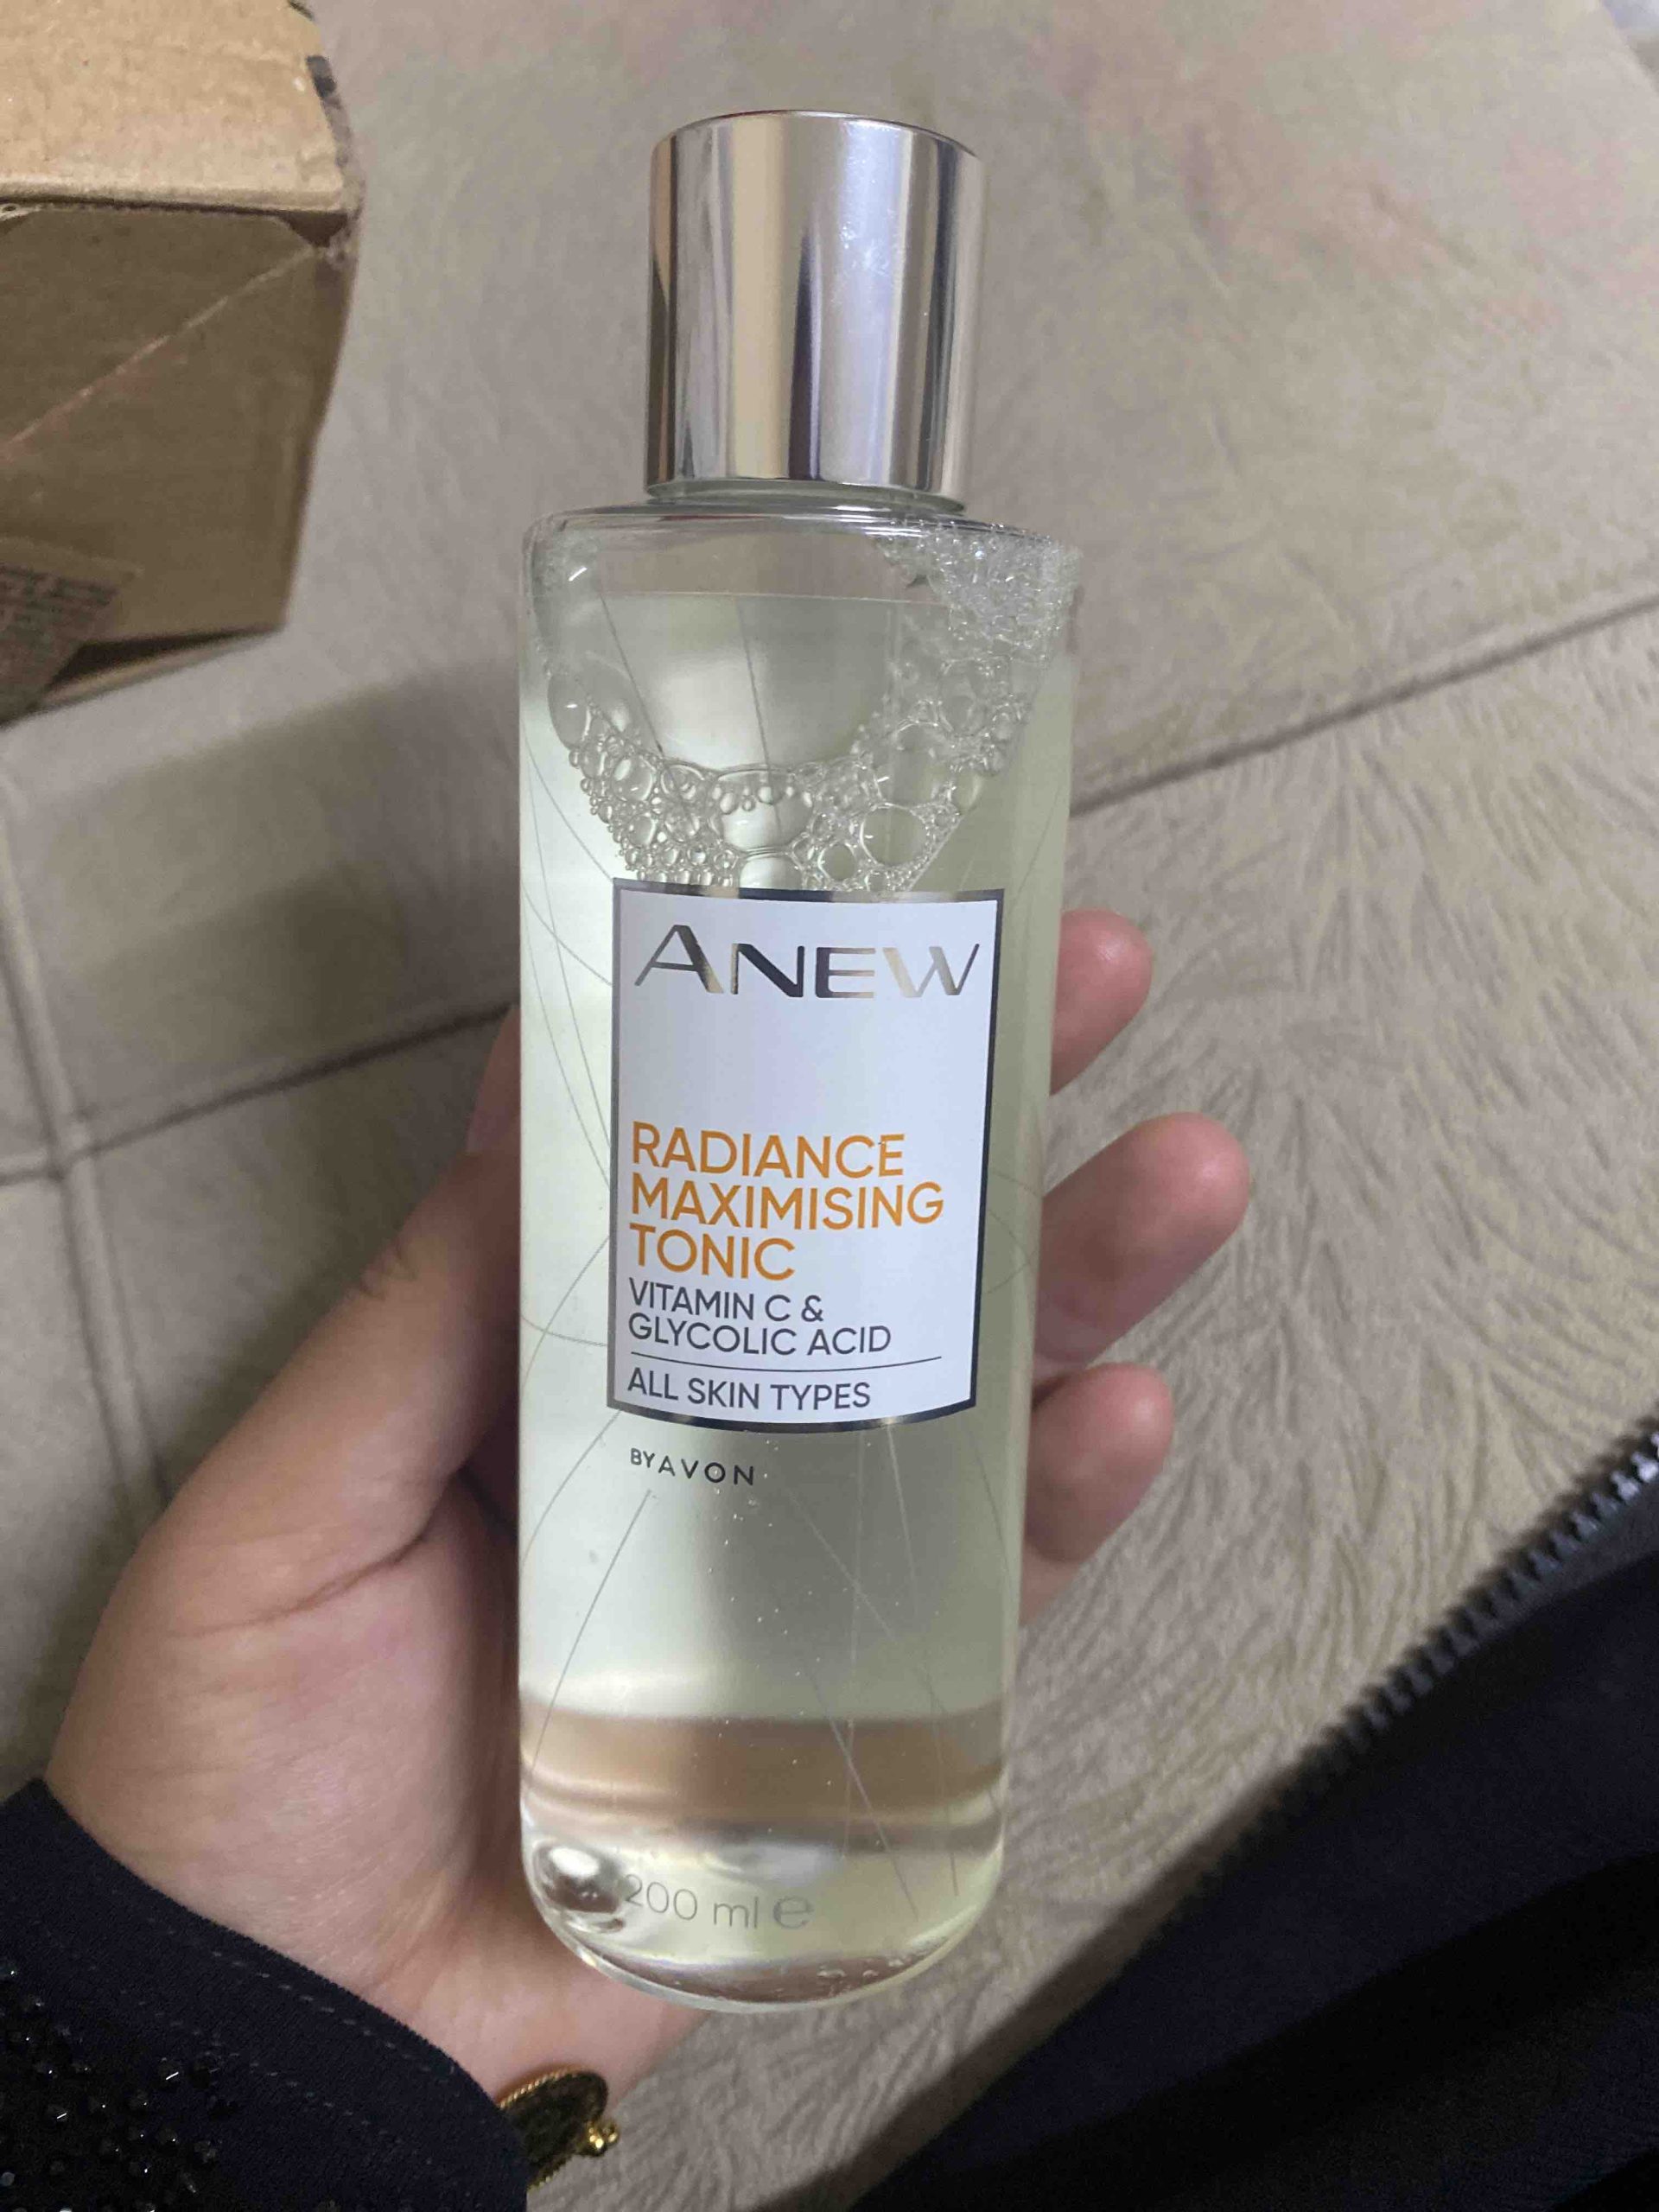 ANEW
RADIANCE
MAXIMISING
TONIC
VITAMIN C &
GLYCOLIC ACID
ALL SKIN TYPES
BY AVON
200 ml e